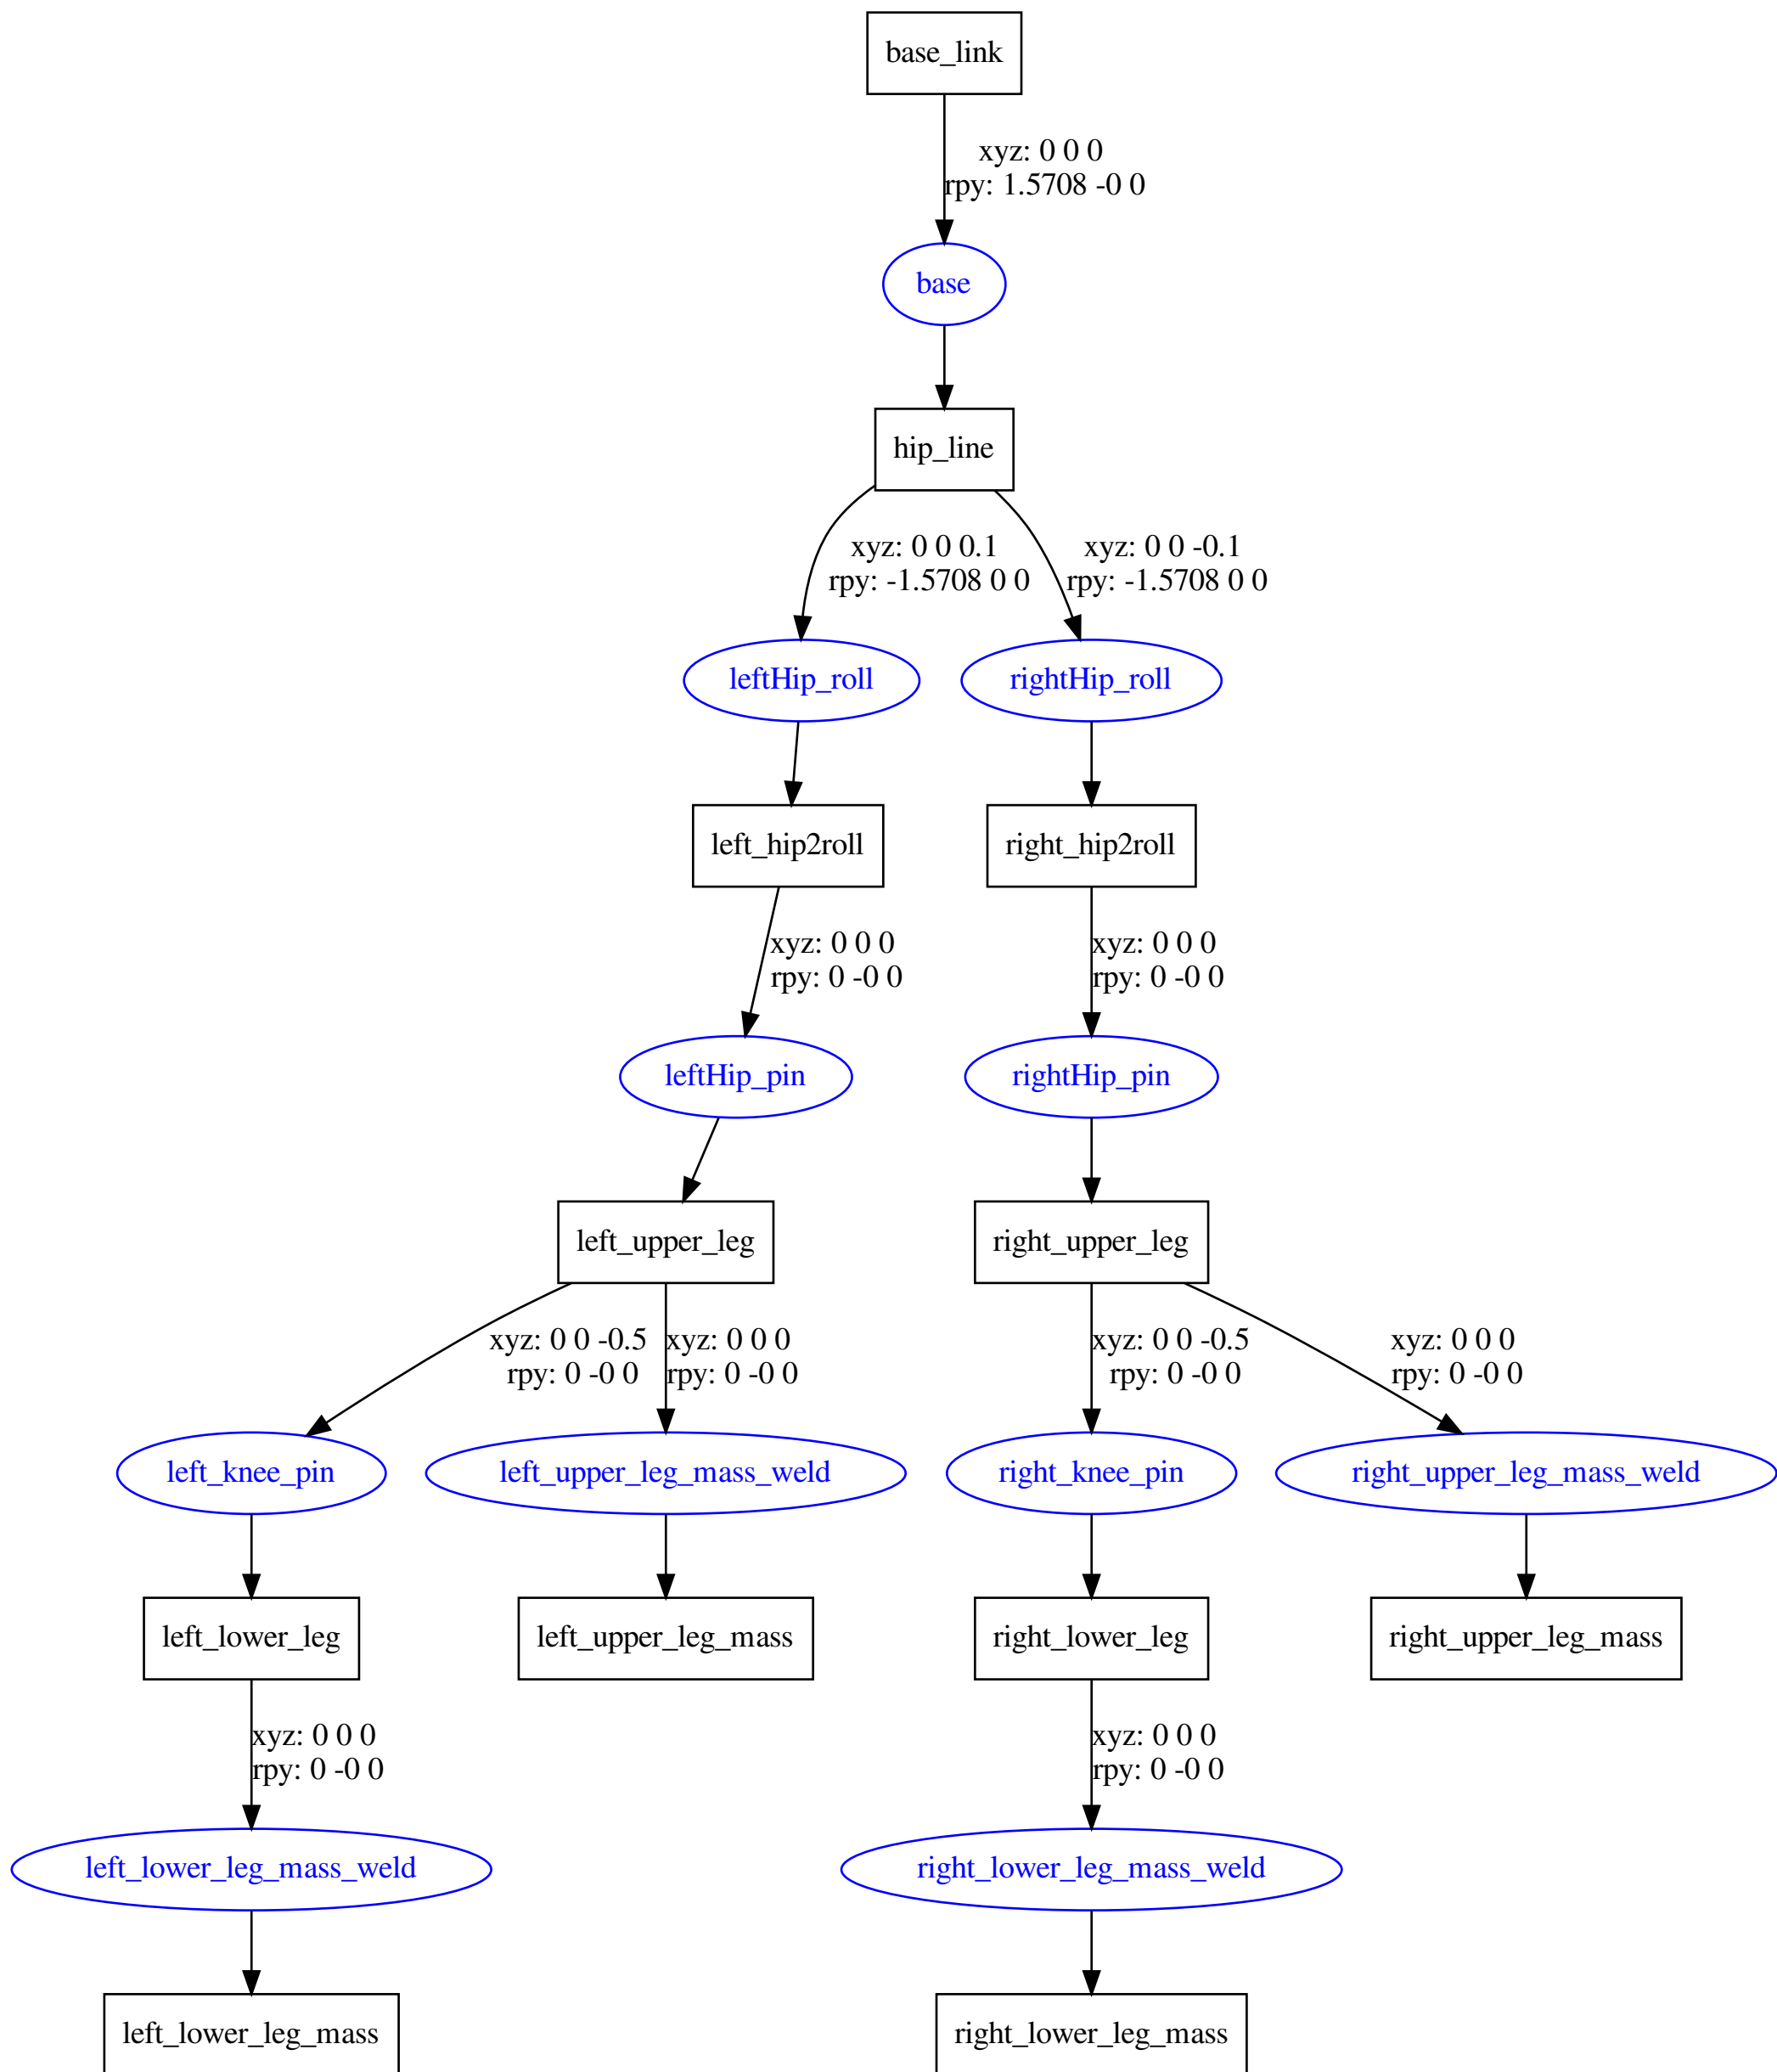 base_link
xyz: 0 0 0
rpy: 1.5708 -0 0
base
hip_line
xyz: 0 0 0.1
rpy: -1.5708 0 0
xyz: 0 0 -0.1
rpy: -1.5708 0 0
leftHip_roll
rightHip_roll
left_hip2roll
right_hip2roll
xyz: 0 0 0
rpy: 0 -0 0
xyz: 0 0 0
rpy: 0 -0 0
leftHip_pin
rightHip_pin
left_upper_leg
right_upper_leg
xyz: 0 0 -0.5
rpy: 0 -0 0
xyz: 0 0 0
rpy: 0 -0 0
xyz: 0 0 -0.5
rpy: 0 -0 0
xyz: 0 0 0
rpy: 0 -0 0
left_knee_pin
left_upper_leg_mass_weld
right_knee_pin
right_upper_leg_mass_weld
left_lower_leg
left_upper_leg_mass
right_lower_leg
right_upper_leg_mass
xyz: 0 0 0
rpy: 0 -0 0
xyz: 0 0 0
rpy: 0 -0 0
left_lower_leg_mass_weld
right_lower_leg_mass_weld
left_lower_leg_mass
right_lower_leg_mass